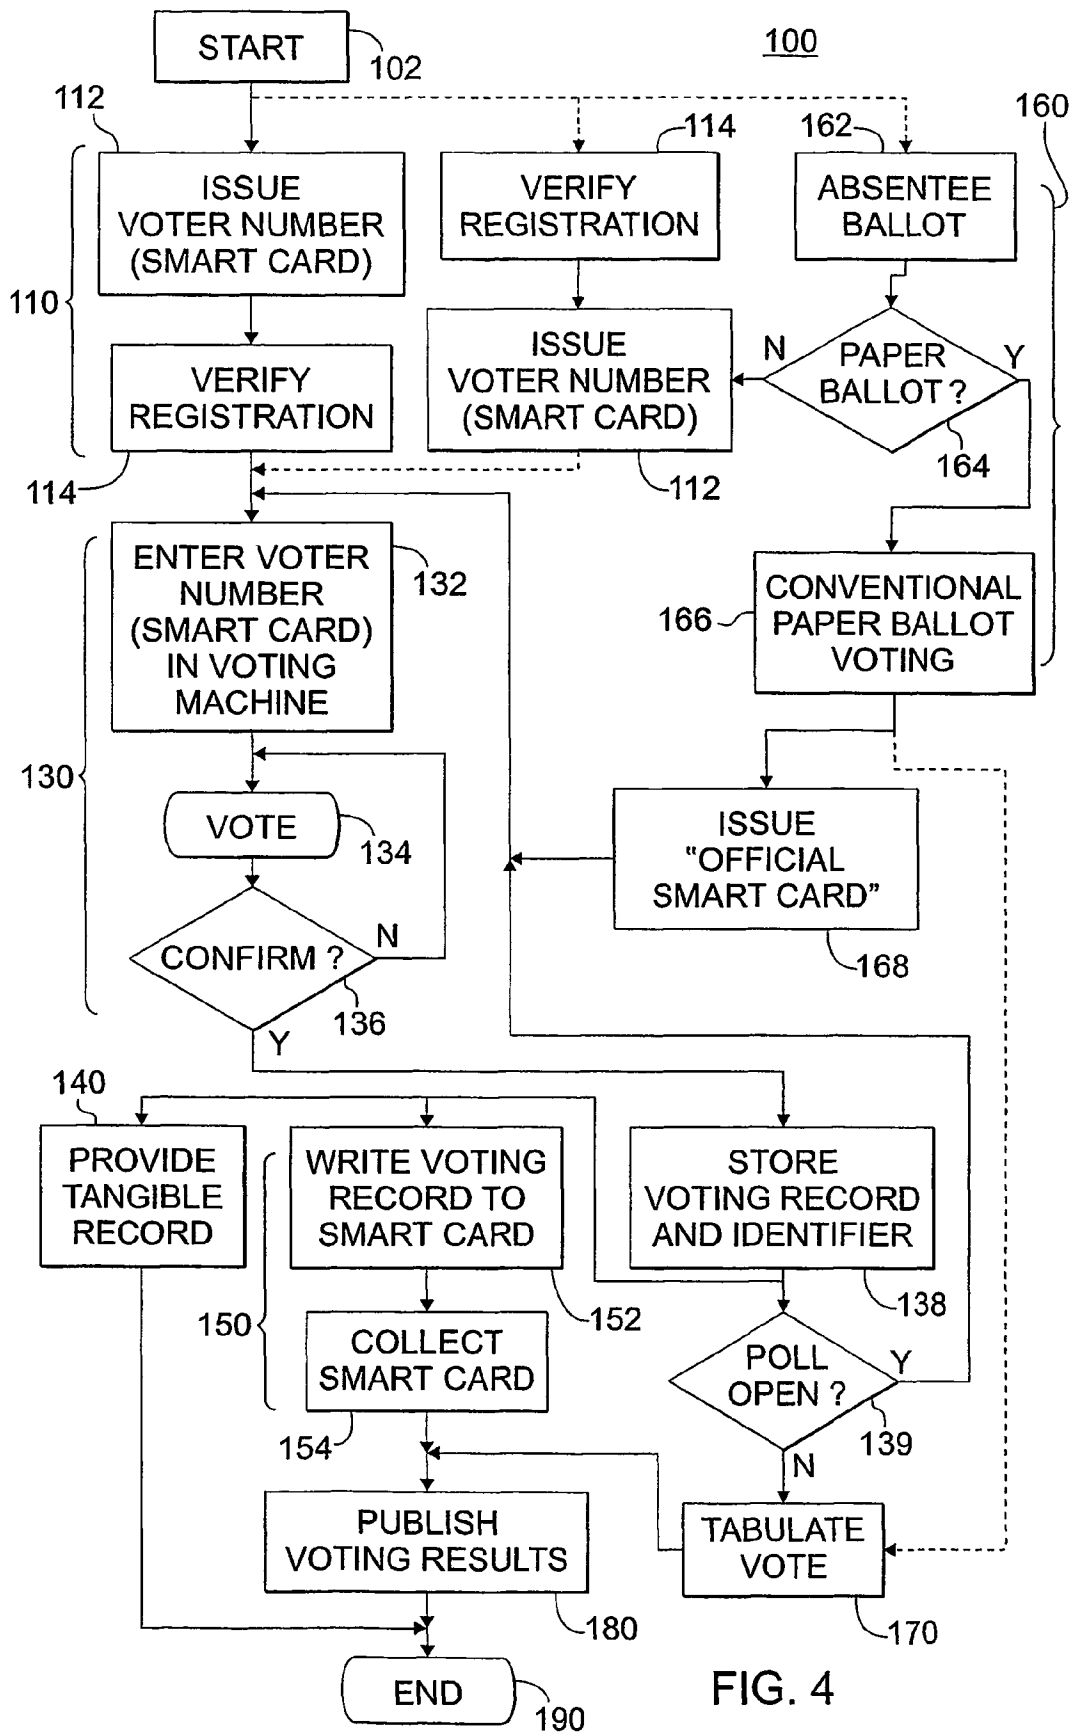 START
102
100
112
114
162
160
ISSUE
VOTER NUMBER
(SMART CARD)
VERIFY
REGISTRATION
ABSENTEE
BALLOT
110
ISSUE
VOTER NUMBER
(SMART CARD)
N
PAPER
BALLOT ?
Y
VERIFY
REGISTRATION
164
114
112
ENTER VOTER
NUMBER
(SMART CARD)
IN VOTING
MACHINE
132
CONVENTIONAL
PAPER BALLOT
VOTING
166
130
VOTE
134
ISSUE
"OFFICIAL
SMART CARD"
168
CONFIRM ?
N
136
Y
140
PROVIDE
TANGIBLE
RECORD
WRITE VOTING
RECORD TO
SMART CARD
STORE
VOTING RECORD
AND IDENTIFIER
150
152
138
COLLECT
SMART CARD
POLL
OPEN ?
Y
154
139
N
PUBLISH
VOTING RESULTS
TABULATE
VOTE
180
170
END
190
FIG. 4